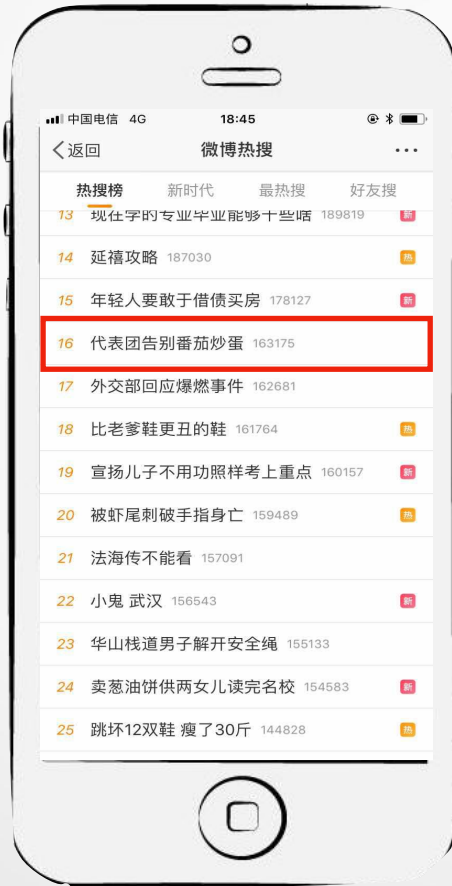 中国电信 4G 18:45
返回 微博热搜
热搜榜 新时代 最热搜 好友搜
13 现在学的专业毕业能够干些啥 189819 新
14 延禧攻略 187030 热
15 年轻人要敢于借债买房 178127 新
16 代表团告别番茄炒蛋 163175
17 外交部回应爆燃事件 162681
18 比老爹鞋更丑的鞋 161764 热
19 宣扬儿子不用功照样考上重点 160157 新
20 被虾尾刺破手指身亡 159489 热
21 法海传不能看 157091
22 小鬼 武汉 156543 新
23 华山栈道男子解开安全绳 155133
24 卖葱油饼供两女儿读完名校 154583 新
25 跳坏12双鞋 瘦了30斤 144828 热